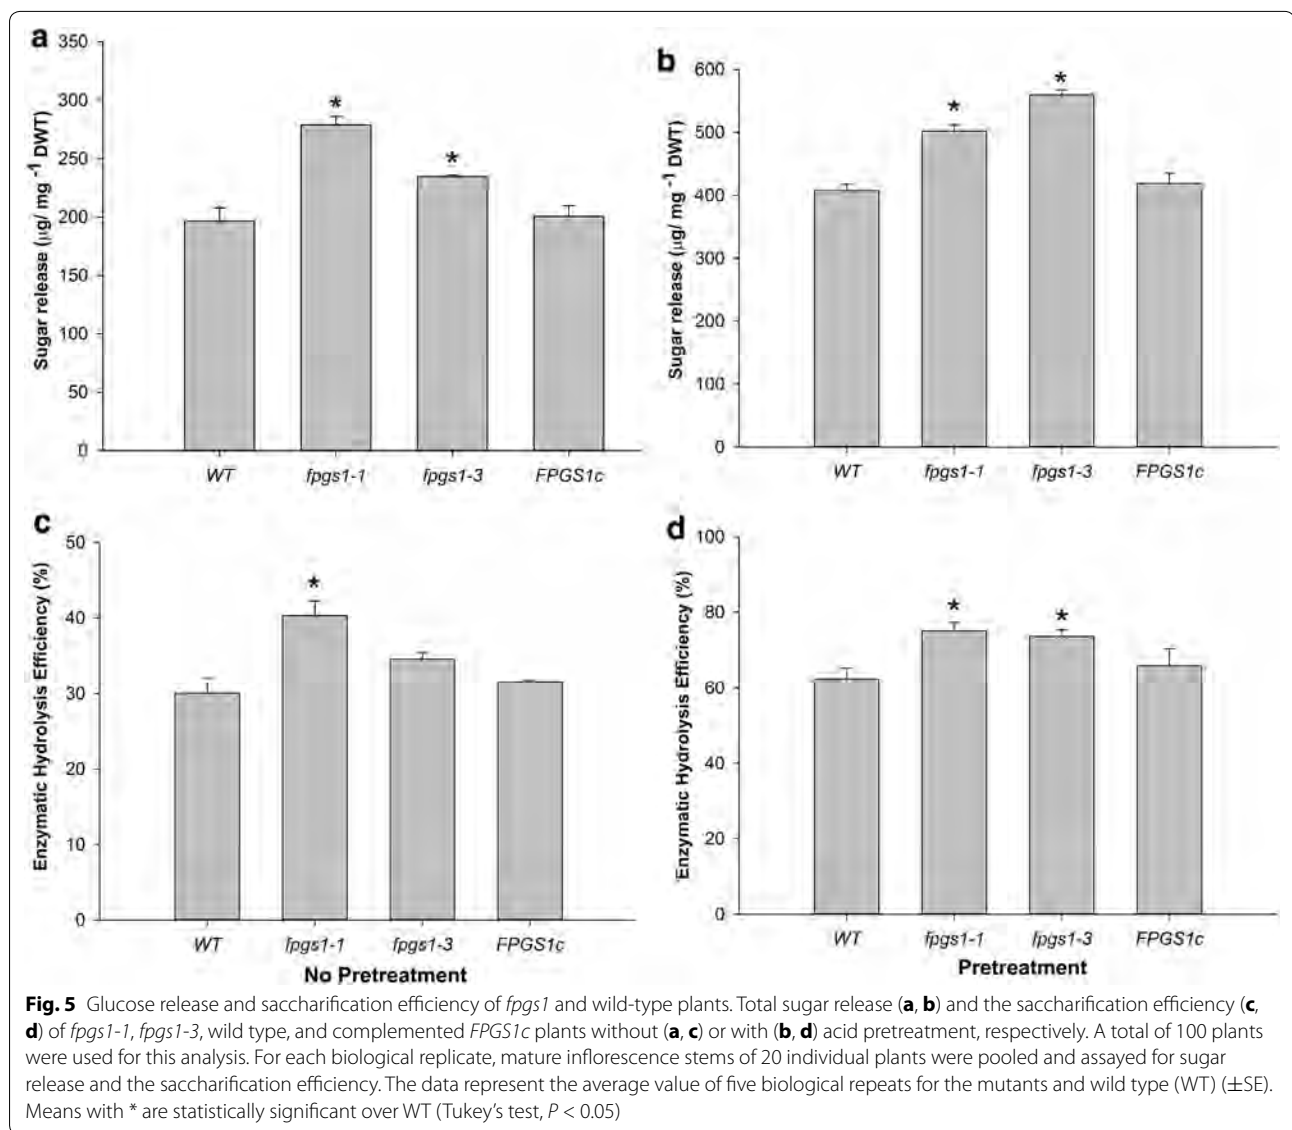 a
350
300
250
200
150
100
50
0
Sugar release (µg/ mg -1 DWT)
*
*
WT fpgs1-1 fpgs1-3 FPGS1c
b
600
500
400
300
200
100
0
Sugar release (µg/ mg -1 DWT)
*
*
WT fpgs1-1 fpgs1-3 FPGS1c
c
50
40
30
20
10
0
Enzymatic Hydrolysis Efficiency (%)
*
WT fpgs1-1 fpgs1-3 FPGS1c
No Pretreatment
d
100
80
60
40
20
0
Enzymatic Hydrolysis Efficiency (%)
*
*
WT fpgs1-1 fpgs1-3 FPGS1c
Pretreatment
Fig. 5 Glucose release and saccharification efficiency of fpgs1 and wild-type plants. Total sugar release (a, b) and the saccharification efficiency (c,
d) of fpgs1-1, fpgs1-3, wild type, and complemented FPGS1c plants without (a, c) or with (b, d) acid pretreatment, respectively. A total of 100 plants
were used for this analysis. For each biological replicate, mature inflorescence stems of 20 individual plants were pooled and assayed for sugar
release and the saccharification efficiency. The data represent the average value of five biological repeats for the mutants and wild type (WT) (±SE).
Means with * are statistically significant over WT (Tukey's test, P < 0.05)